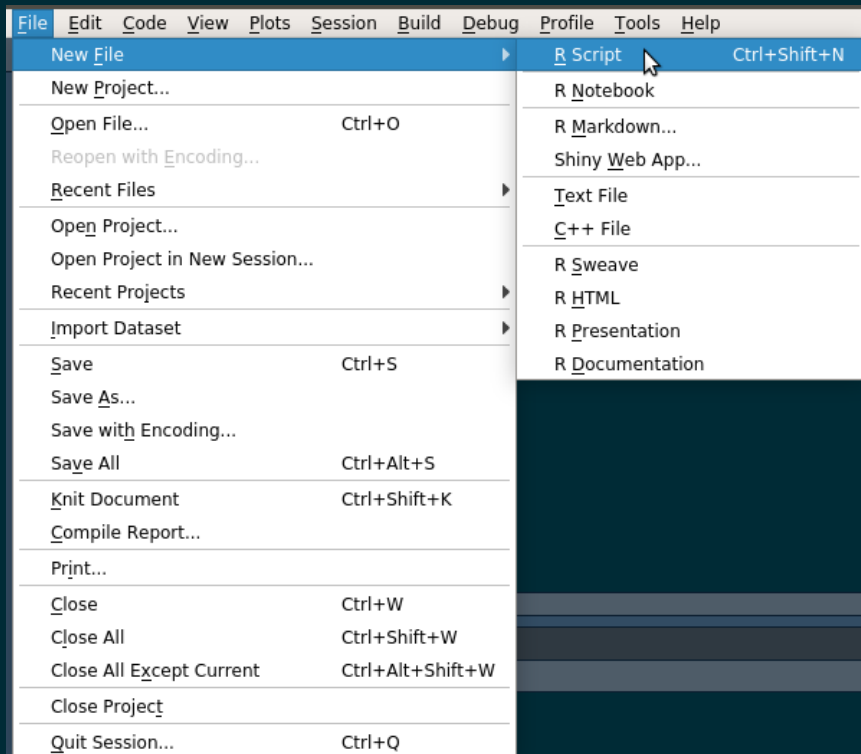 File Edit Code View Plots Session Build Debug Profile Tools Help
New File
New Project...
Open File... Ctrl+O
Reopen with Encoding...
Recent Files
Open Project...
Open Project in New Session...
Recent Projects
Import Dataset
Save Ctrl+S
Save As...
Save with Encoding...
Save All Ctrl+Alt+S
Knit Document Ctrl+Shift+K
Compile Report...
Print...
Close Ctrl+W
Close All Ctrl+Shift+W
Close All Except Current Ctrl+Alt+Shift+W
Close Project
Quit Session... Ctrl+Q
R Script Ctrl+Shift+N
R Notebook
R Markdown...
Shiny Web App...
Text File
C++ File
R Sweave
R HTML
R Presentation
R Documentation